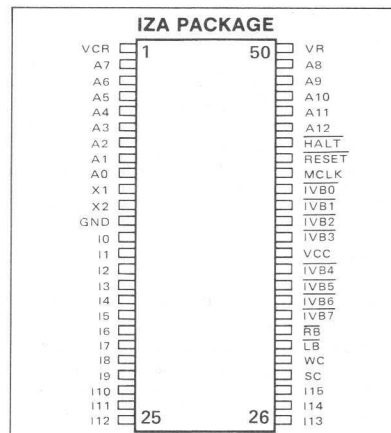 IZA PACKAGE
VCR 1 50 VR
A7 A8
A6 A9
A5 A10
A4 A11
A3 A12
A2 HALT
A1 RESET
A0 MCLK
X1 IVB0
X2 IVB1
GND IVB2
I0 IVB3
I1 VCC
I2 IVB4
I3 IVB5
I4 IVB6
I5 IVB7
I6 RB
I7 LB
I8 WC
I9 SC
I10 I15
I11 I14
I12 25 26 I13